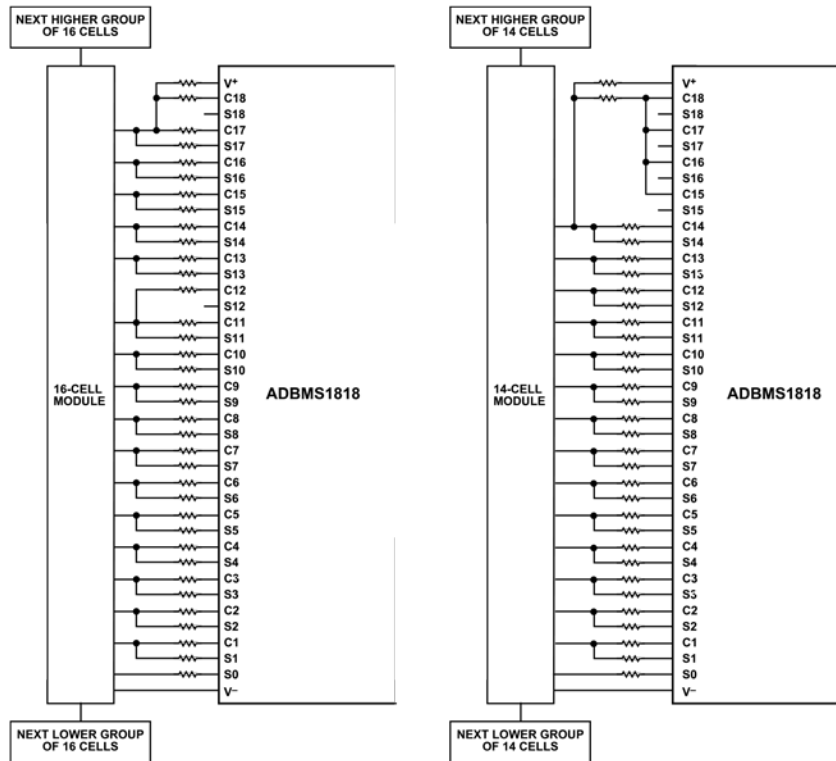 NEXT HIGHER GROUP
OF 16 CELLS
16-CELL
MODULE
V+
C18
S18
C17
S17
C16
S16
C15
S15
C14
S14
C13
S13
C12
S12
C11
S11
C10
S10
C9
S9
C8
S8
C7
S7
C6
S6
C5
S5
C4
S4
C3
S3
C2
S2
C1
S1
S0
V−
ADBMS1818
NEXT LOWER GROUP
OF 16 CELLS
NEXT HIGHER GROUP
OF 14 CELLS
14-CELL
MODULE
V+
C18
S18
C17
S17
C16
S16
C15
S15
C14
S14
C13
S13
C12
S12
C11
S11
C10
S10
C9
S9
C8
S8
C7
S7
C6
S6
C5
S5
C4
S4
C3
S3
C2
S2
C1
S1
S0
V−
ADBMS1818
NEXT LOWER GROUP
OF 14 CELLS